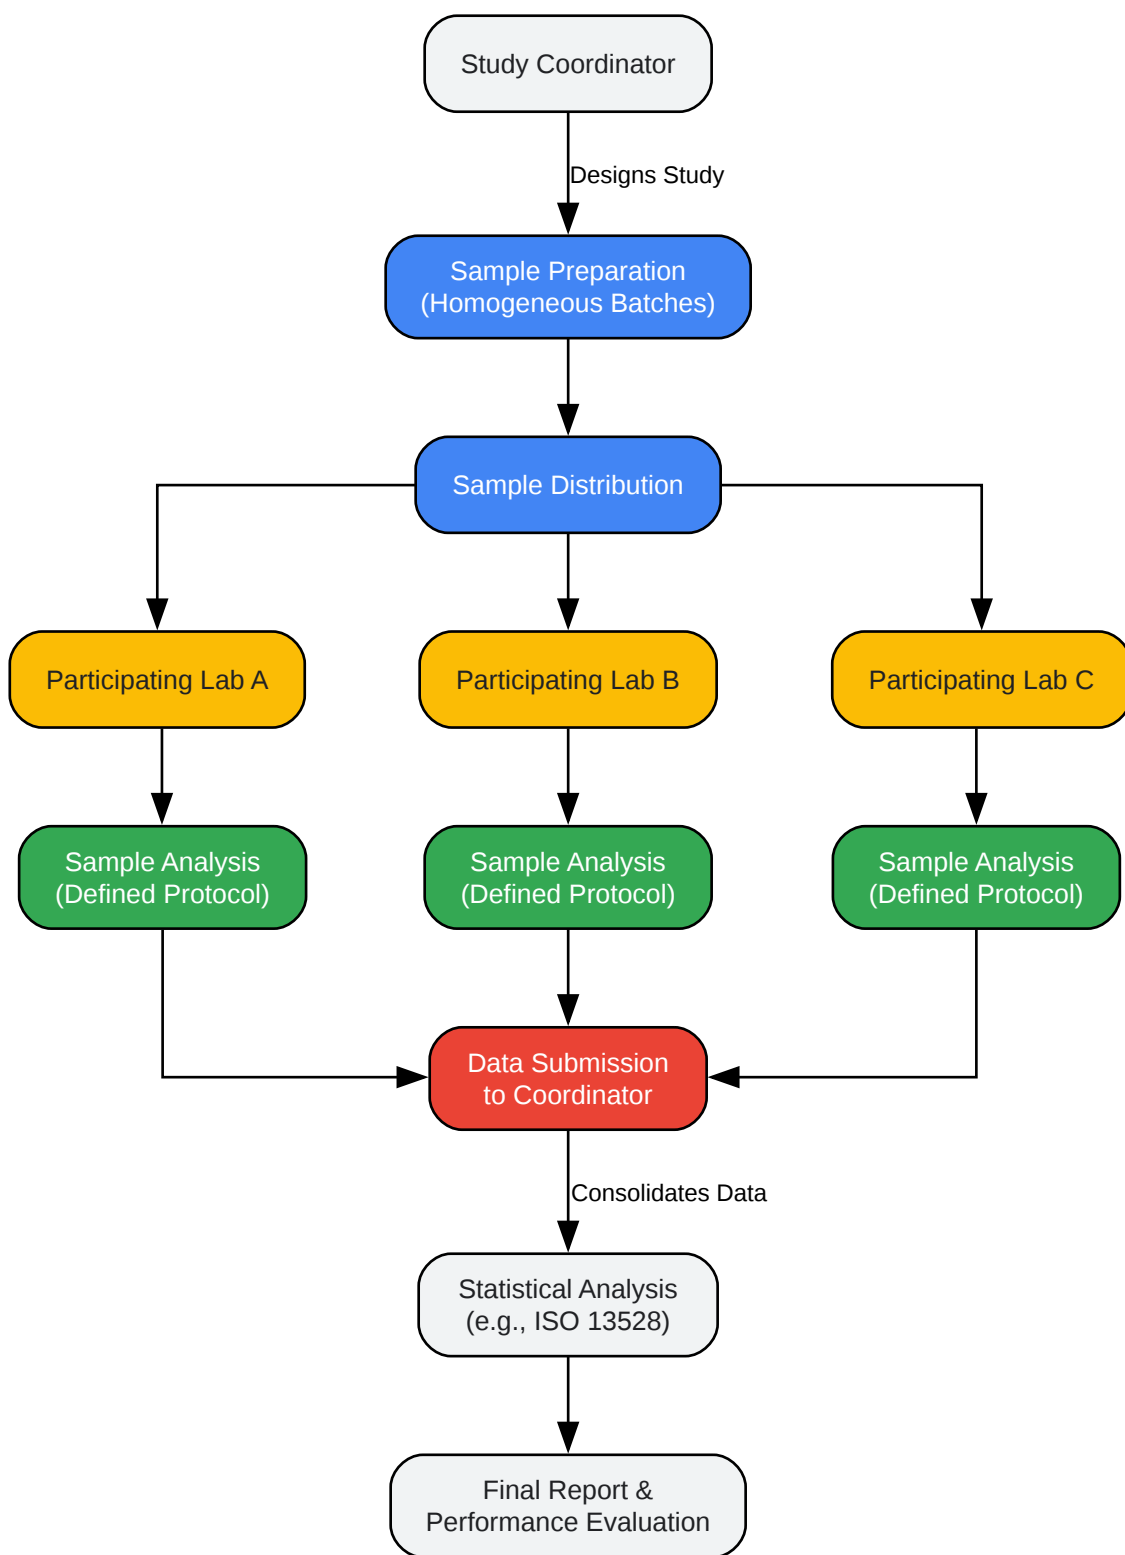 Study Coordinator
Designs Study
Sample Preparation
(Homogeneous Batches)
Sample Distribution
Participating Lab A
Participating Lab B
Participating Lab C
Sample Analysis
(Defined Protocol)
Sample Analysis
(Defined Protocol)
Sample Analysis
(Defined Protocol)
Data Submission
to Coordinator
Consolidates Data
Statistical Analysis
(e.g., ISO 13528)
Final Report &
Performance Evaluation